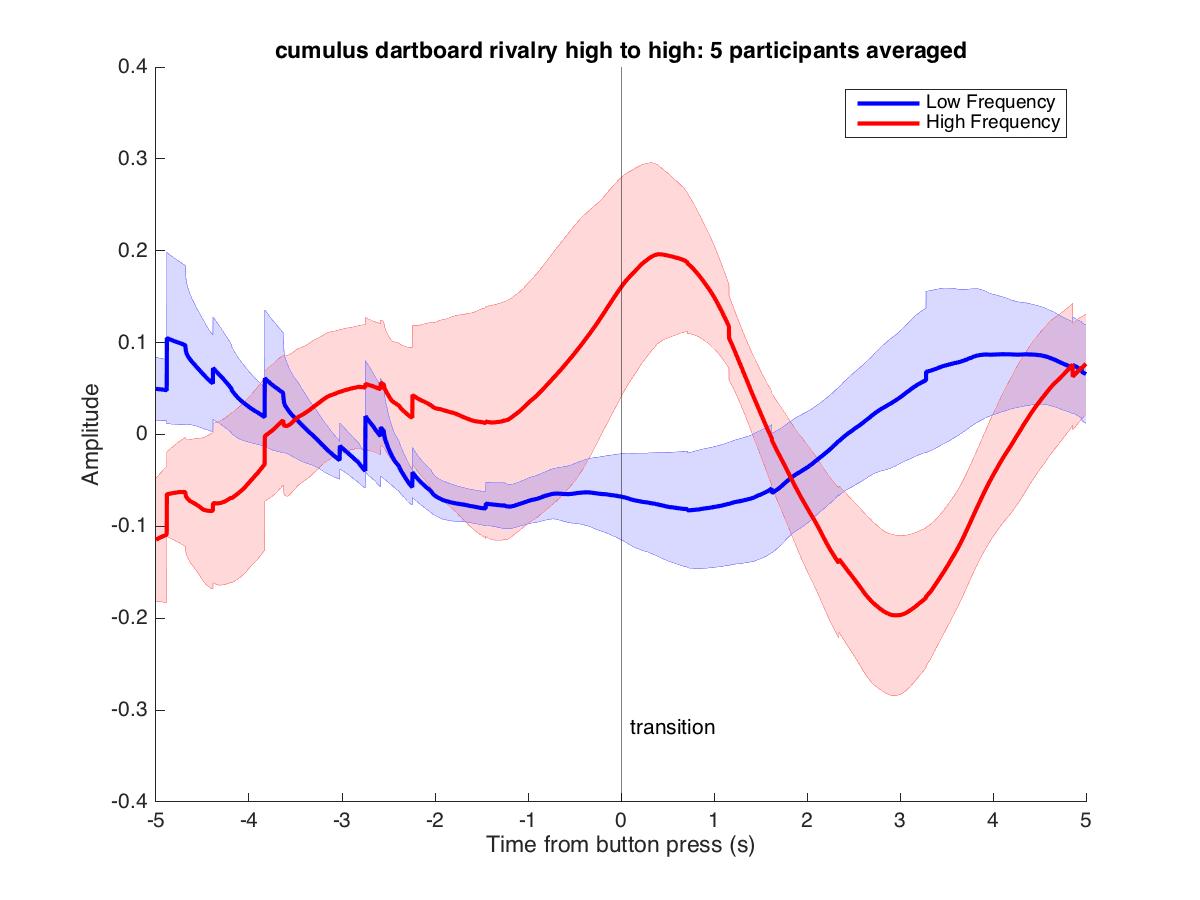 cumulus dartboard rivalry high to high: 5 participants averaged
0.4
0.3
0.2
0.1
0
-0.1
-0.2
-0.3
-0.4
Amplitude
Low Frequency
High Frequency
transition
-5 -4 -3 -2 -1 0 1 2 3 4 5
Time from button press (s)